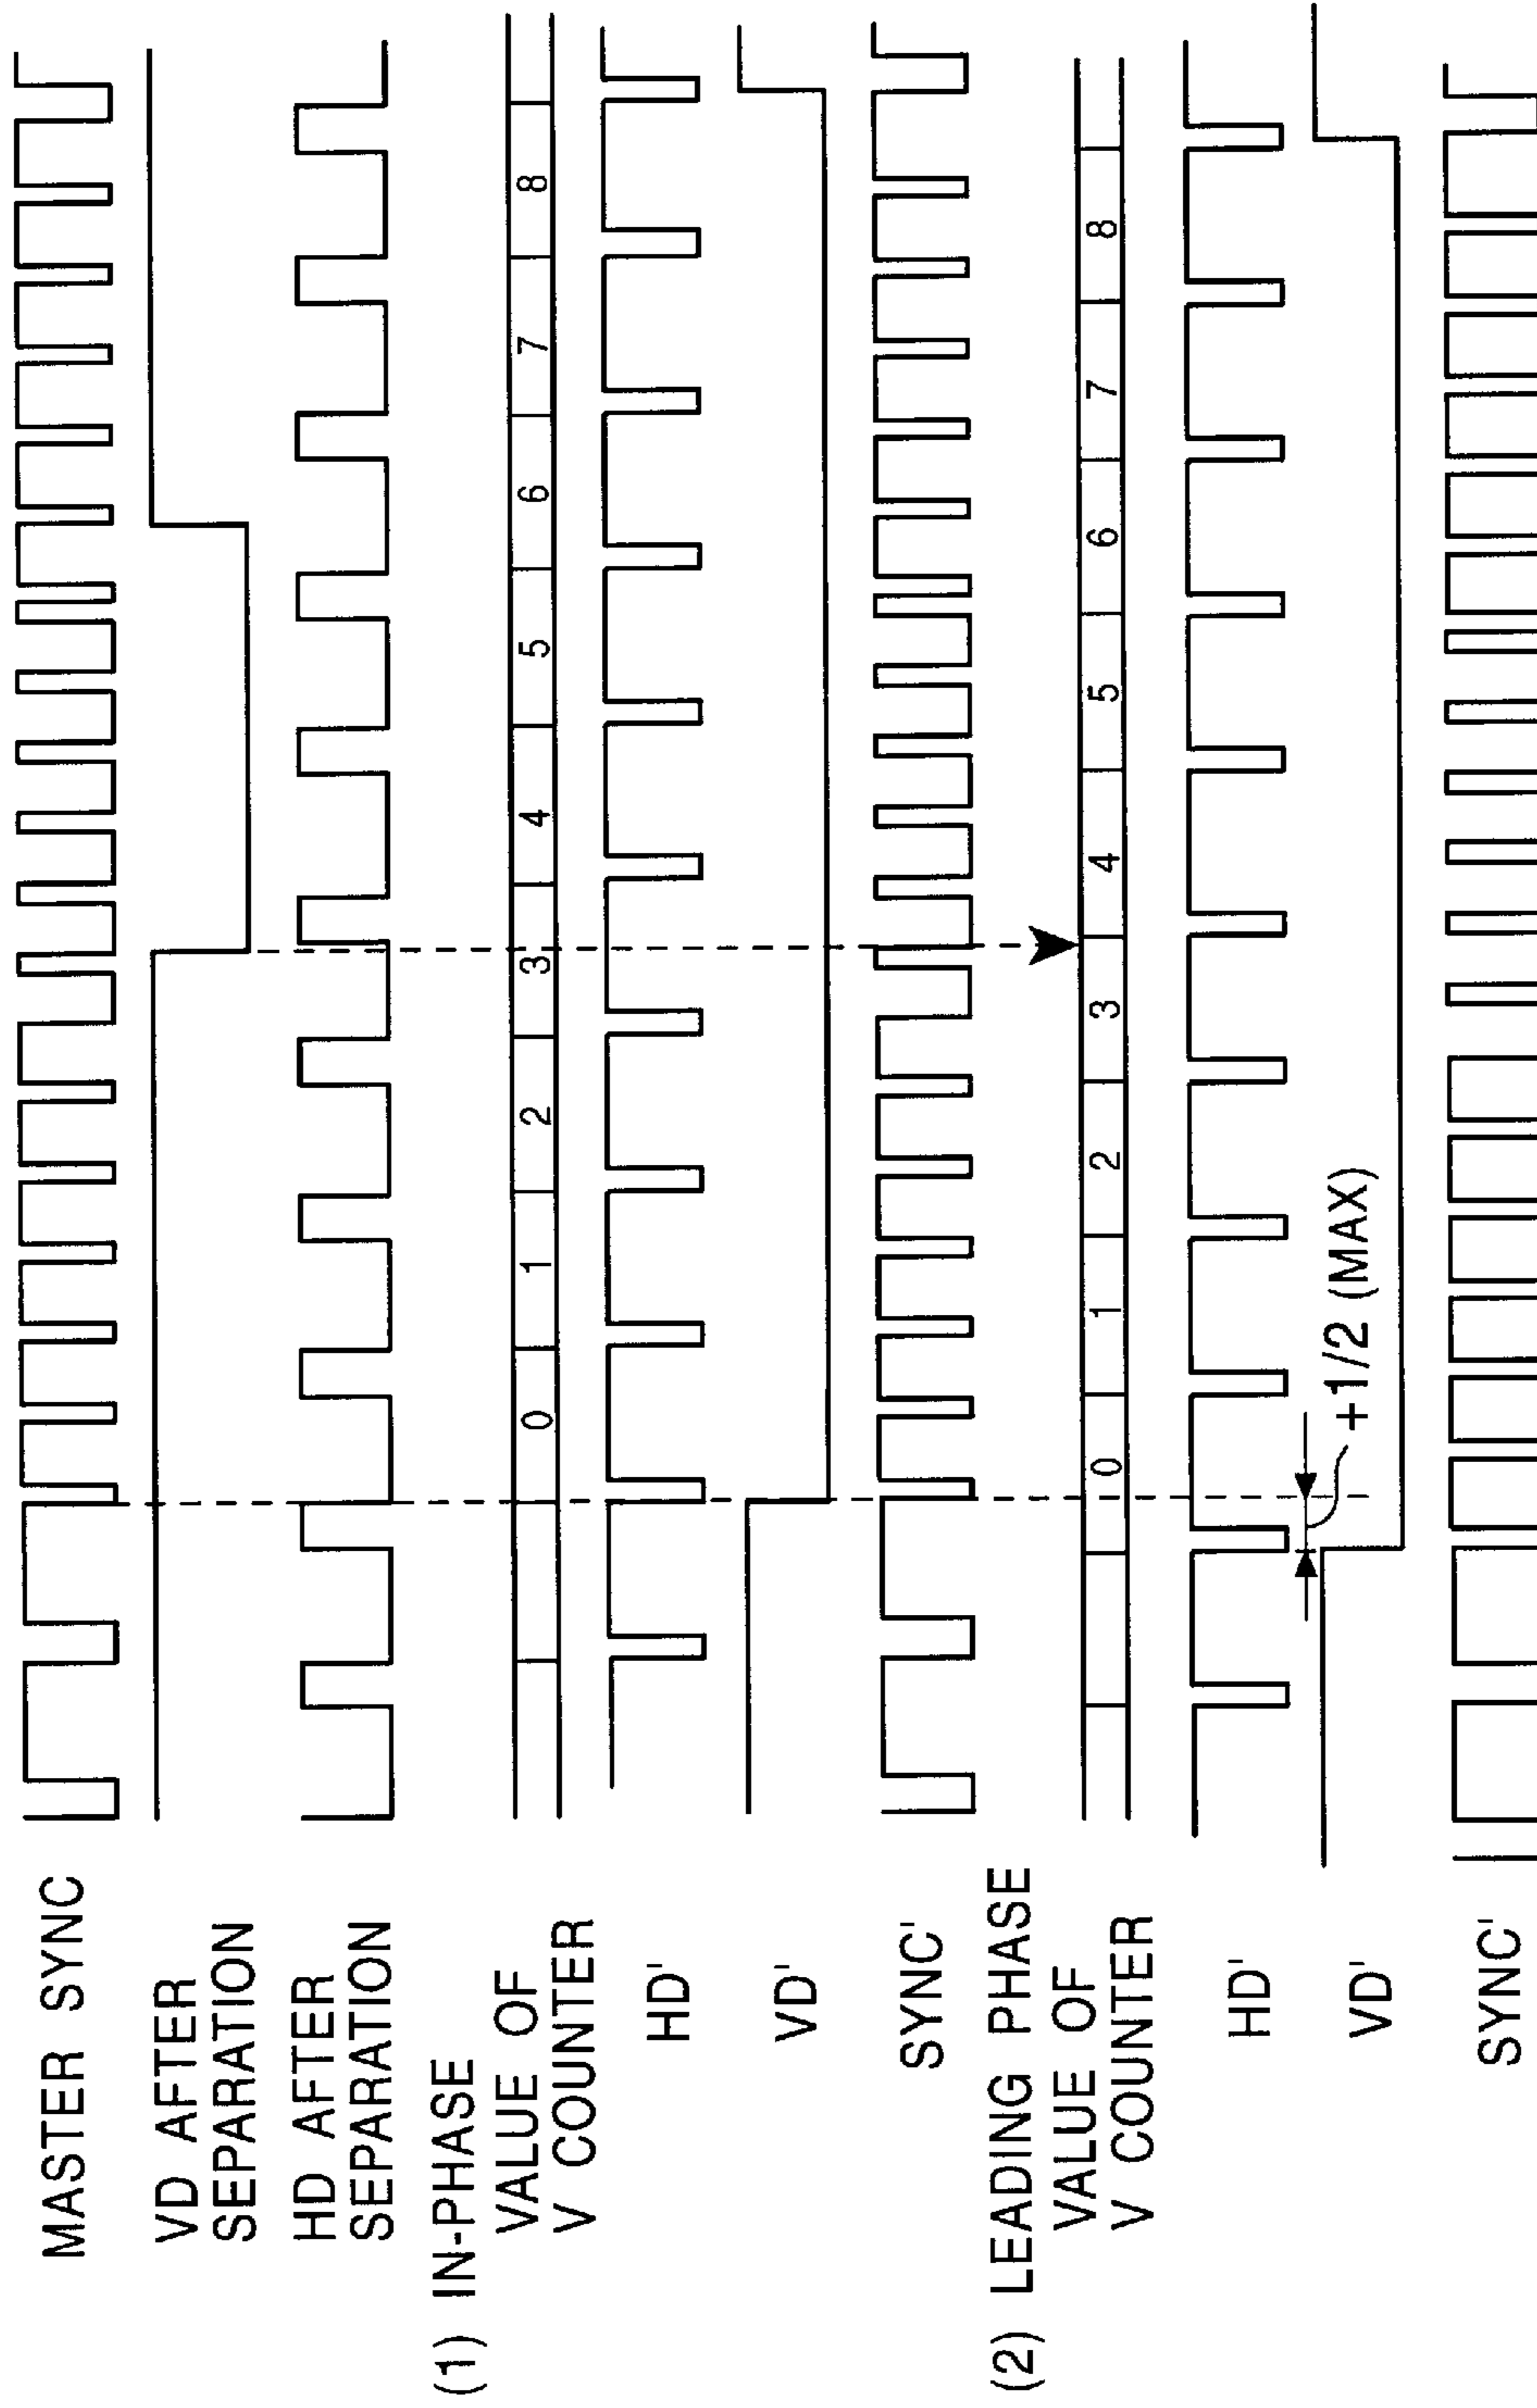 MASTER SYNC
VD AFTER
SEPARATION
HD AFTER
SEPARATION
(1) IN-PHASE
VALUE OF
V COUNTER
0 1 2 3 4 5 6 7 8
HD'
VD'
SYNC'
(2) LEADING PHASE
VALUE OF
V COUNTER
0 1 2 3 4 5 6 7 8
HD'
+1/2 (MAX)
VD'
SYNC'